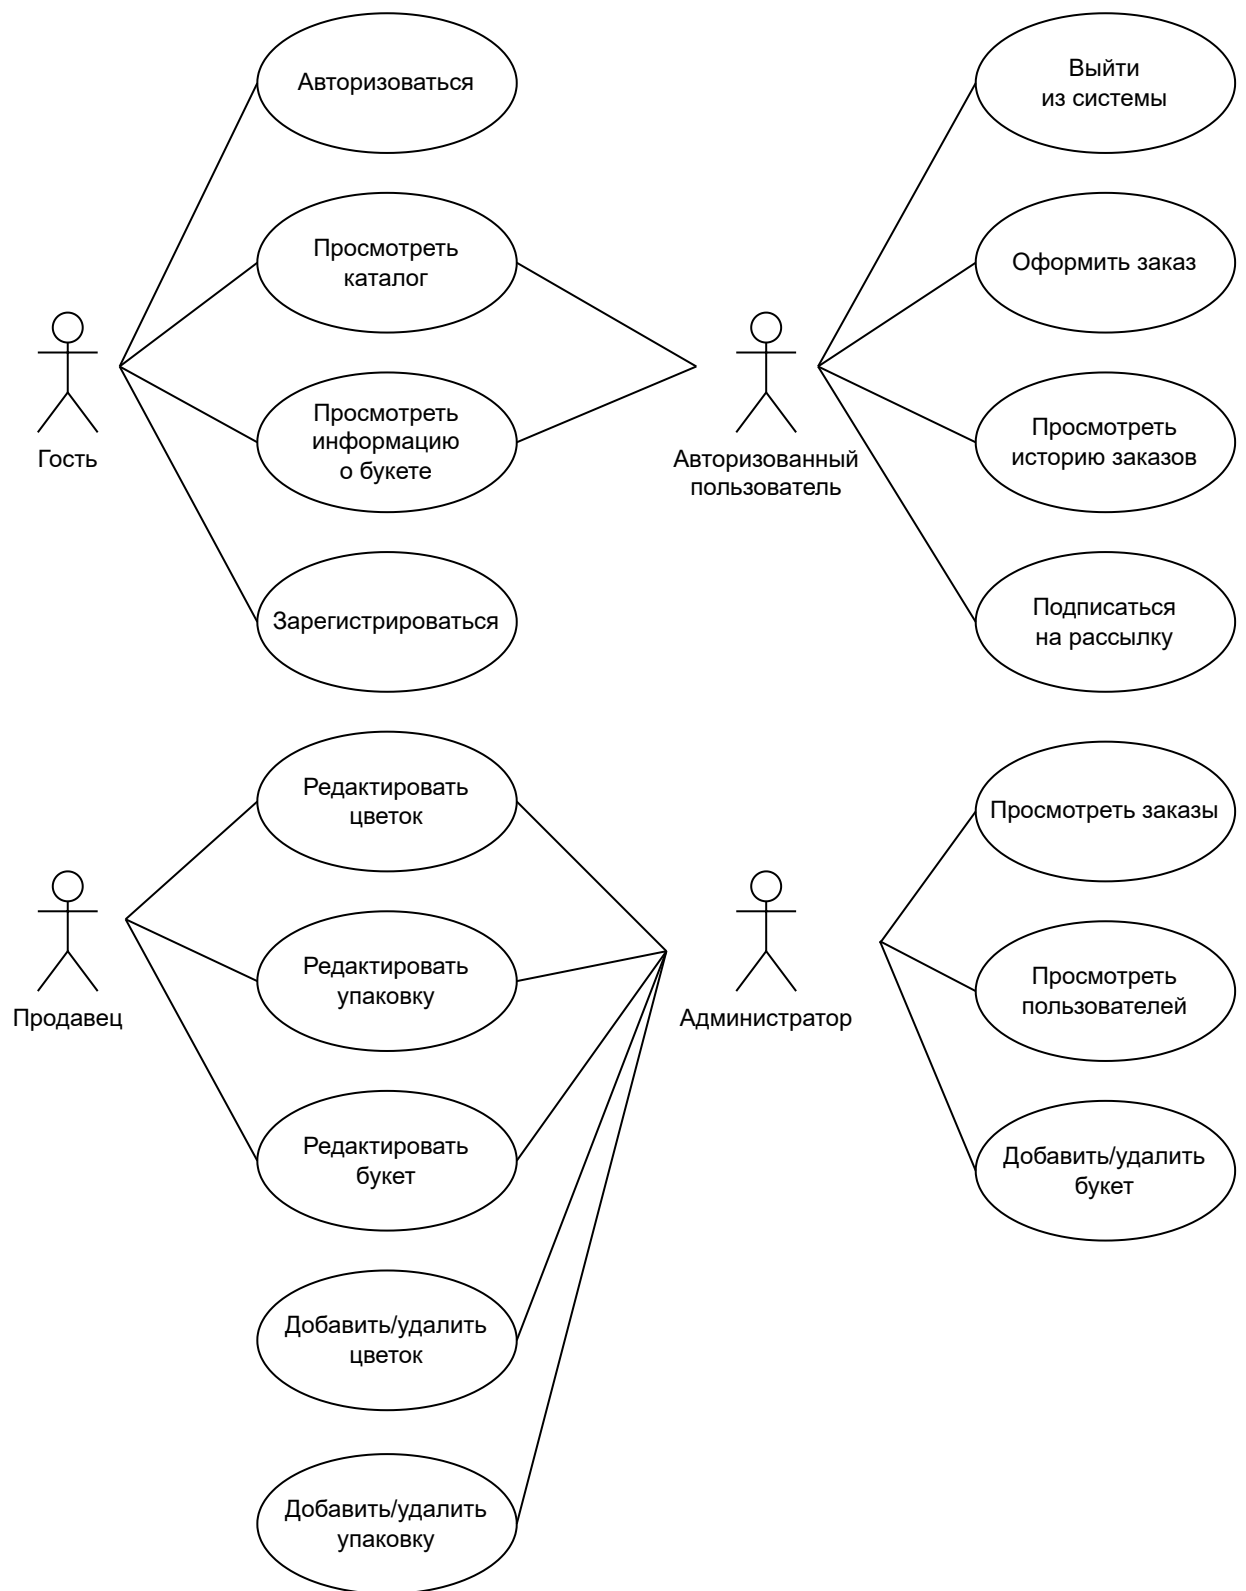 Авторизоваться
Выйти
из системы
Просмотреть
каталог
Оформить заказ
Просмотреть
информацию
о букете
Просмотреть
историю заказов
Гость
Авторизованный
пользователь
Зарегистрироваться
Подписаться
на рассылку
Редактировать
цветок
Просмотреть заказы
Редактировать
упаковку
Просмотреть
пользователей
Продавец
Администратор
Редактировать
букет
Добавить/удалить
букет
Добавить/удалить
цветок
Добавить/удалить
упаковку